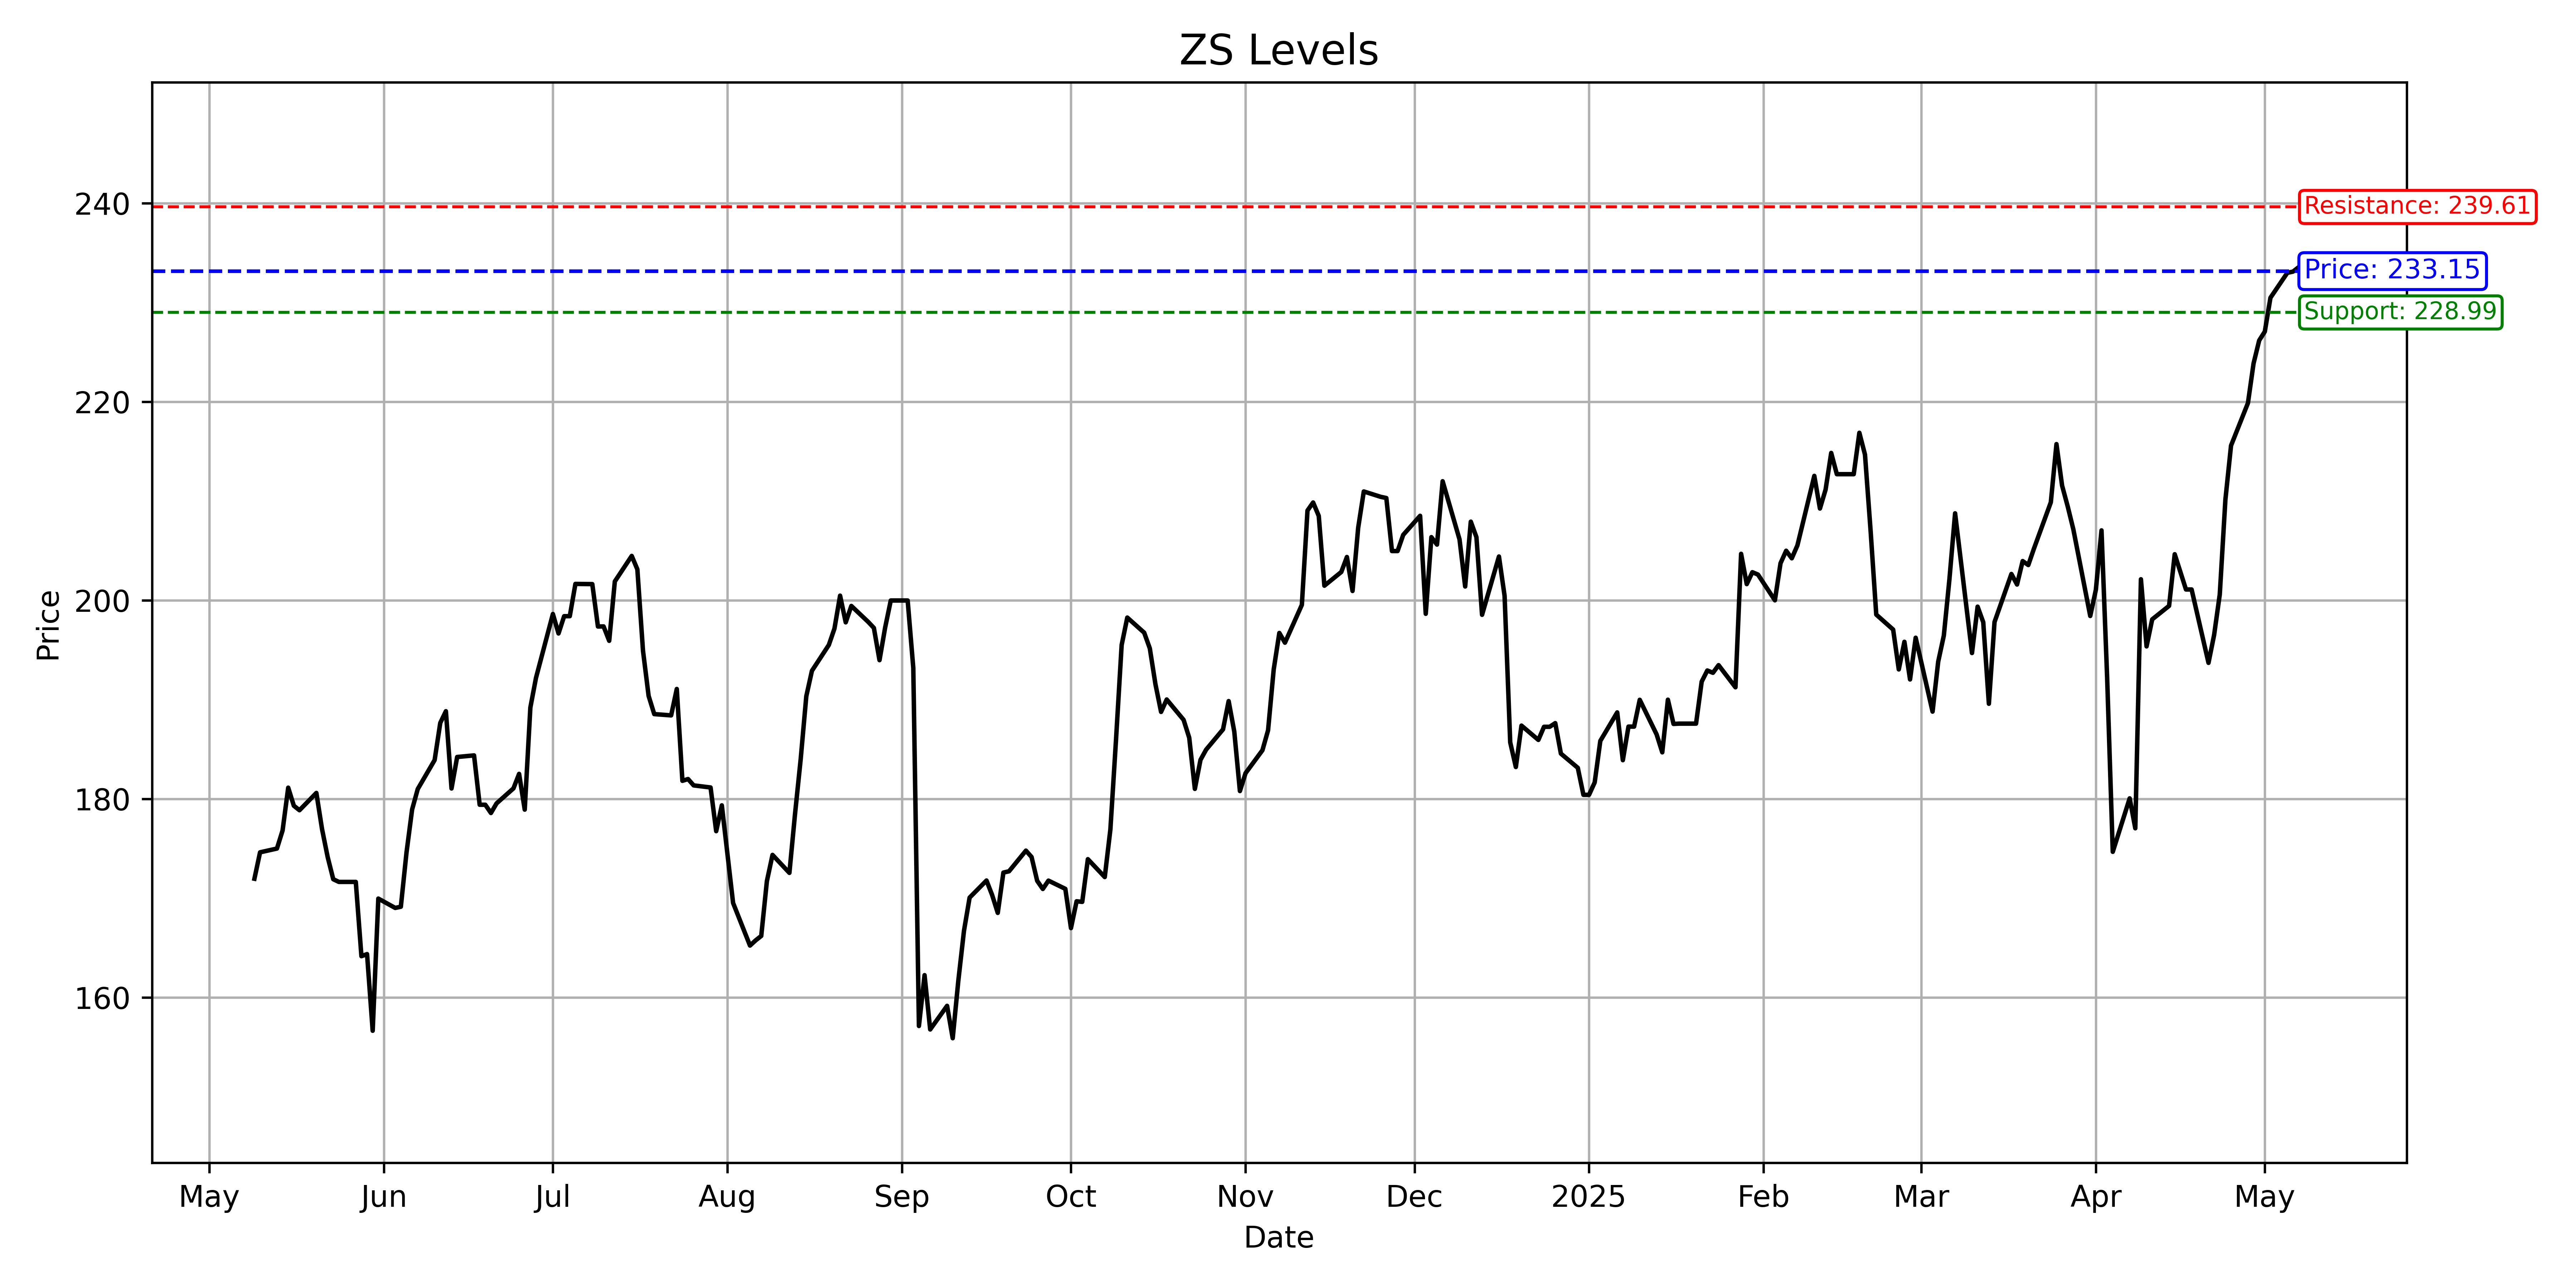 ZS Levels
240
220
200
180
160
Price
Resistance: 239.61
Price: 233.15
Support: 228.99
May Jun Jul Aug Sep Oct Nov Dec 2025 Feb Mar Apr May
Date